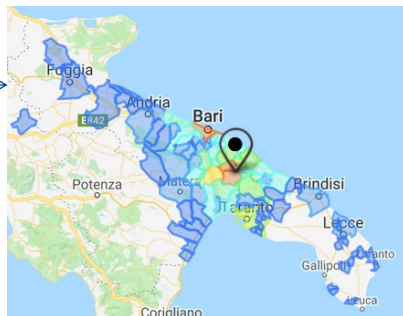 Foggia
Andria
Bari
E842
Potenza
Matera
Taranto
Brindisi
Lecce
Gallipoli
Otranto
Leuca
Corigliano